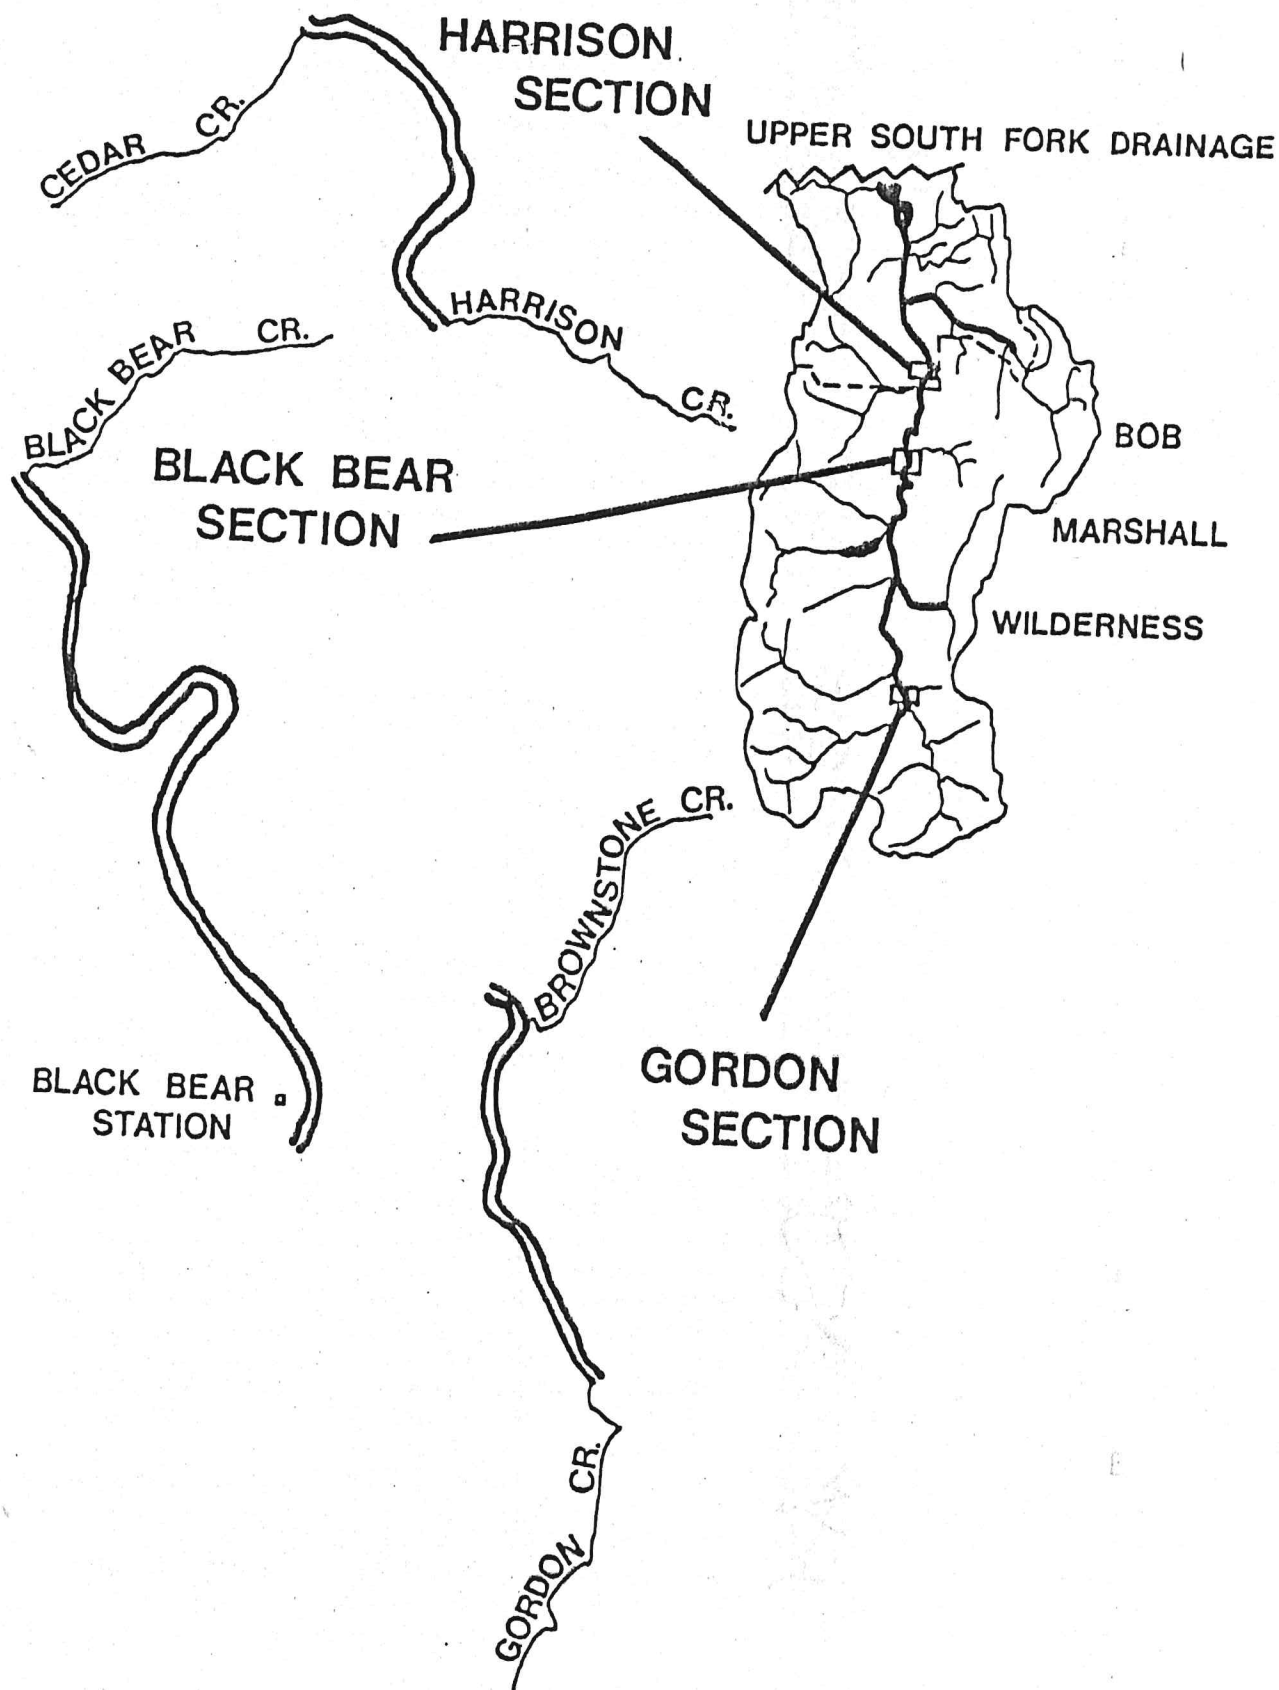 HARRISON
SECTION
UPPER SOUTH FORK DRAINAGE
CEDAR CR.
HARRISON CR.
BLACK BEAR CR.
BLACK BEAR
SECTION
BOB
MARSHALL
WILDERNESS
BROWNSTONE CR.
GORDON
SECTION
BLACK BEAR
STATION
GORDON CR.